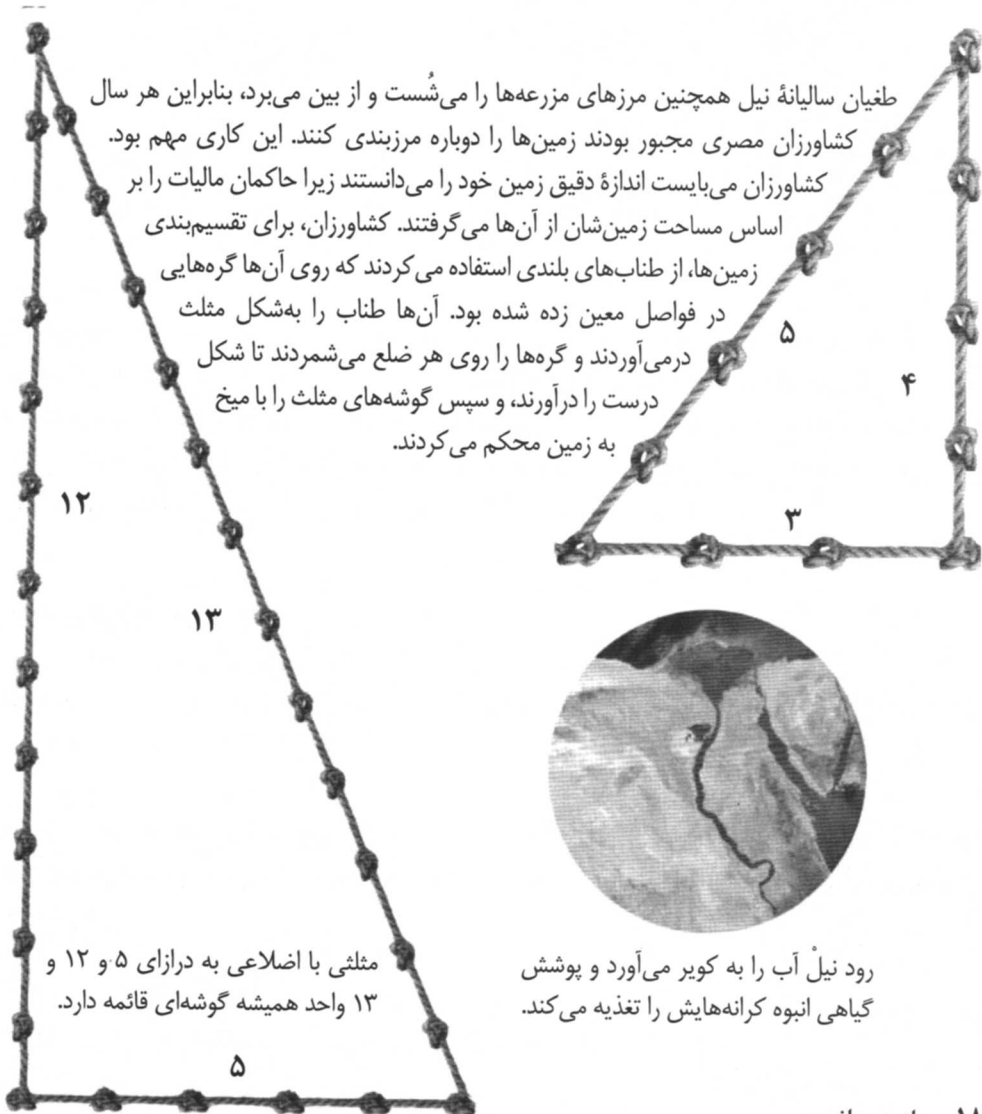 طغیان سالیانهٔ نیل همچنین مرزهای مزرعه‌ها را می‌شُست و از بین می‌برد، بنابراین هر سال
کشاورزان مصری مجبور بودند زمین‌ها را دوباره مرزبندی کنند. این کاری مهم بود.
کشاورزان می‌بایست اندازهٔ دقیق زمین خود را می‌دانستند زیرا حاکمان مالیات را بر
اساس مساحت زمین‌شان از آن‌ها می‌گرفتند. کشاورزان، برای تقسیم‌بندی
زمین‌ها، از طناب‌های بلندی استفاده می‌کردند که روی آن‌ها گره‌هایی
در فواصل معین زده شده بود. آن‌ها طناب را به‌شکل مثلث
درمی‌آوردند و گره‌ها را روی هر ضلع می‌شمردند تا شکل
درست را درآورند، و سپس گوشه‌های مثلث را با میخ
به زمین محکم می‌کردند.
۵
۴
۳
۱۲
۱۳
رود نیلْ آب را به کویر می‌آورد و پوشش
گیاهی انبوه کرانه‌هایش را تغذیه می‌کند.
مثلثی با اضلاعی به درازای ۵ و ۱۲ و
۱۳ واحد همیشه گوشه‌ای قائمه دارد.
۵